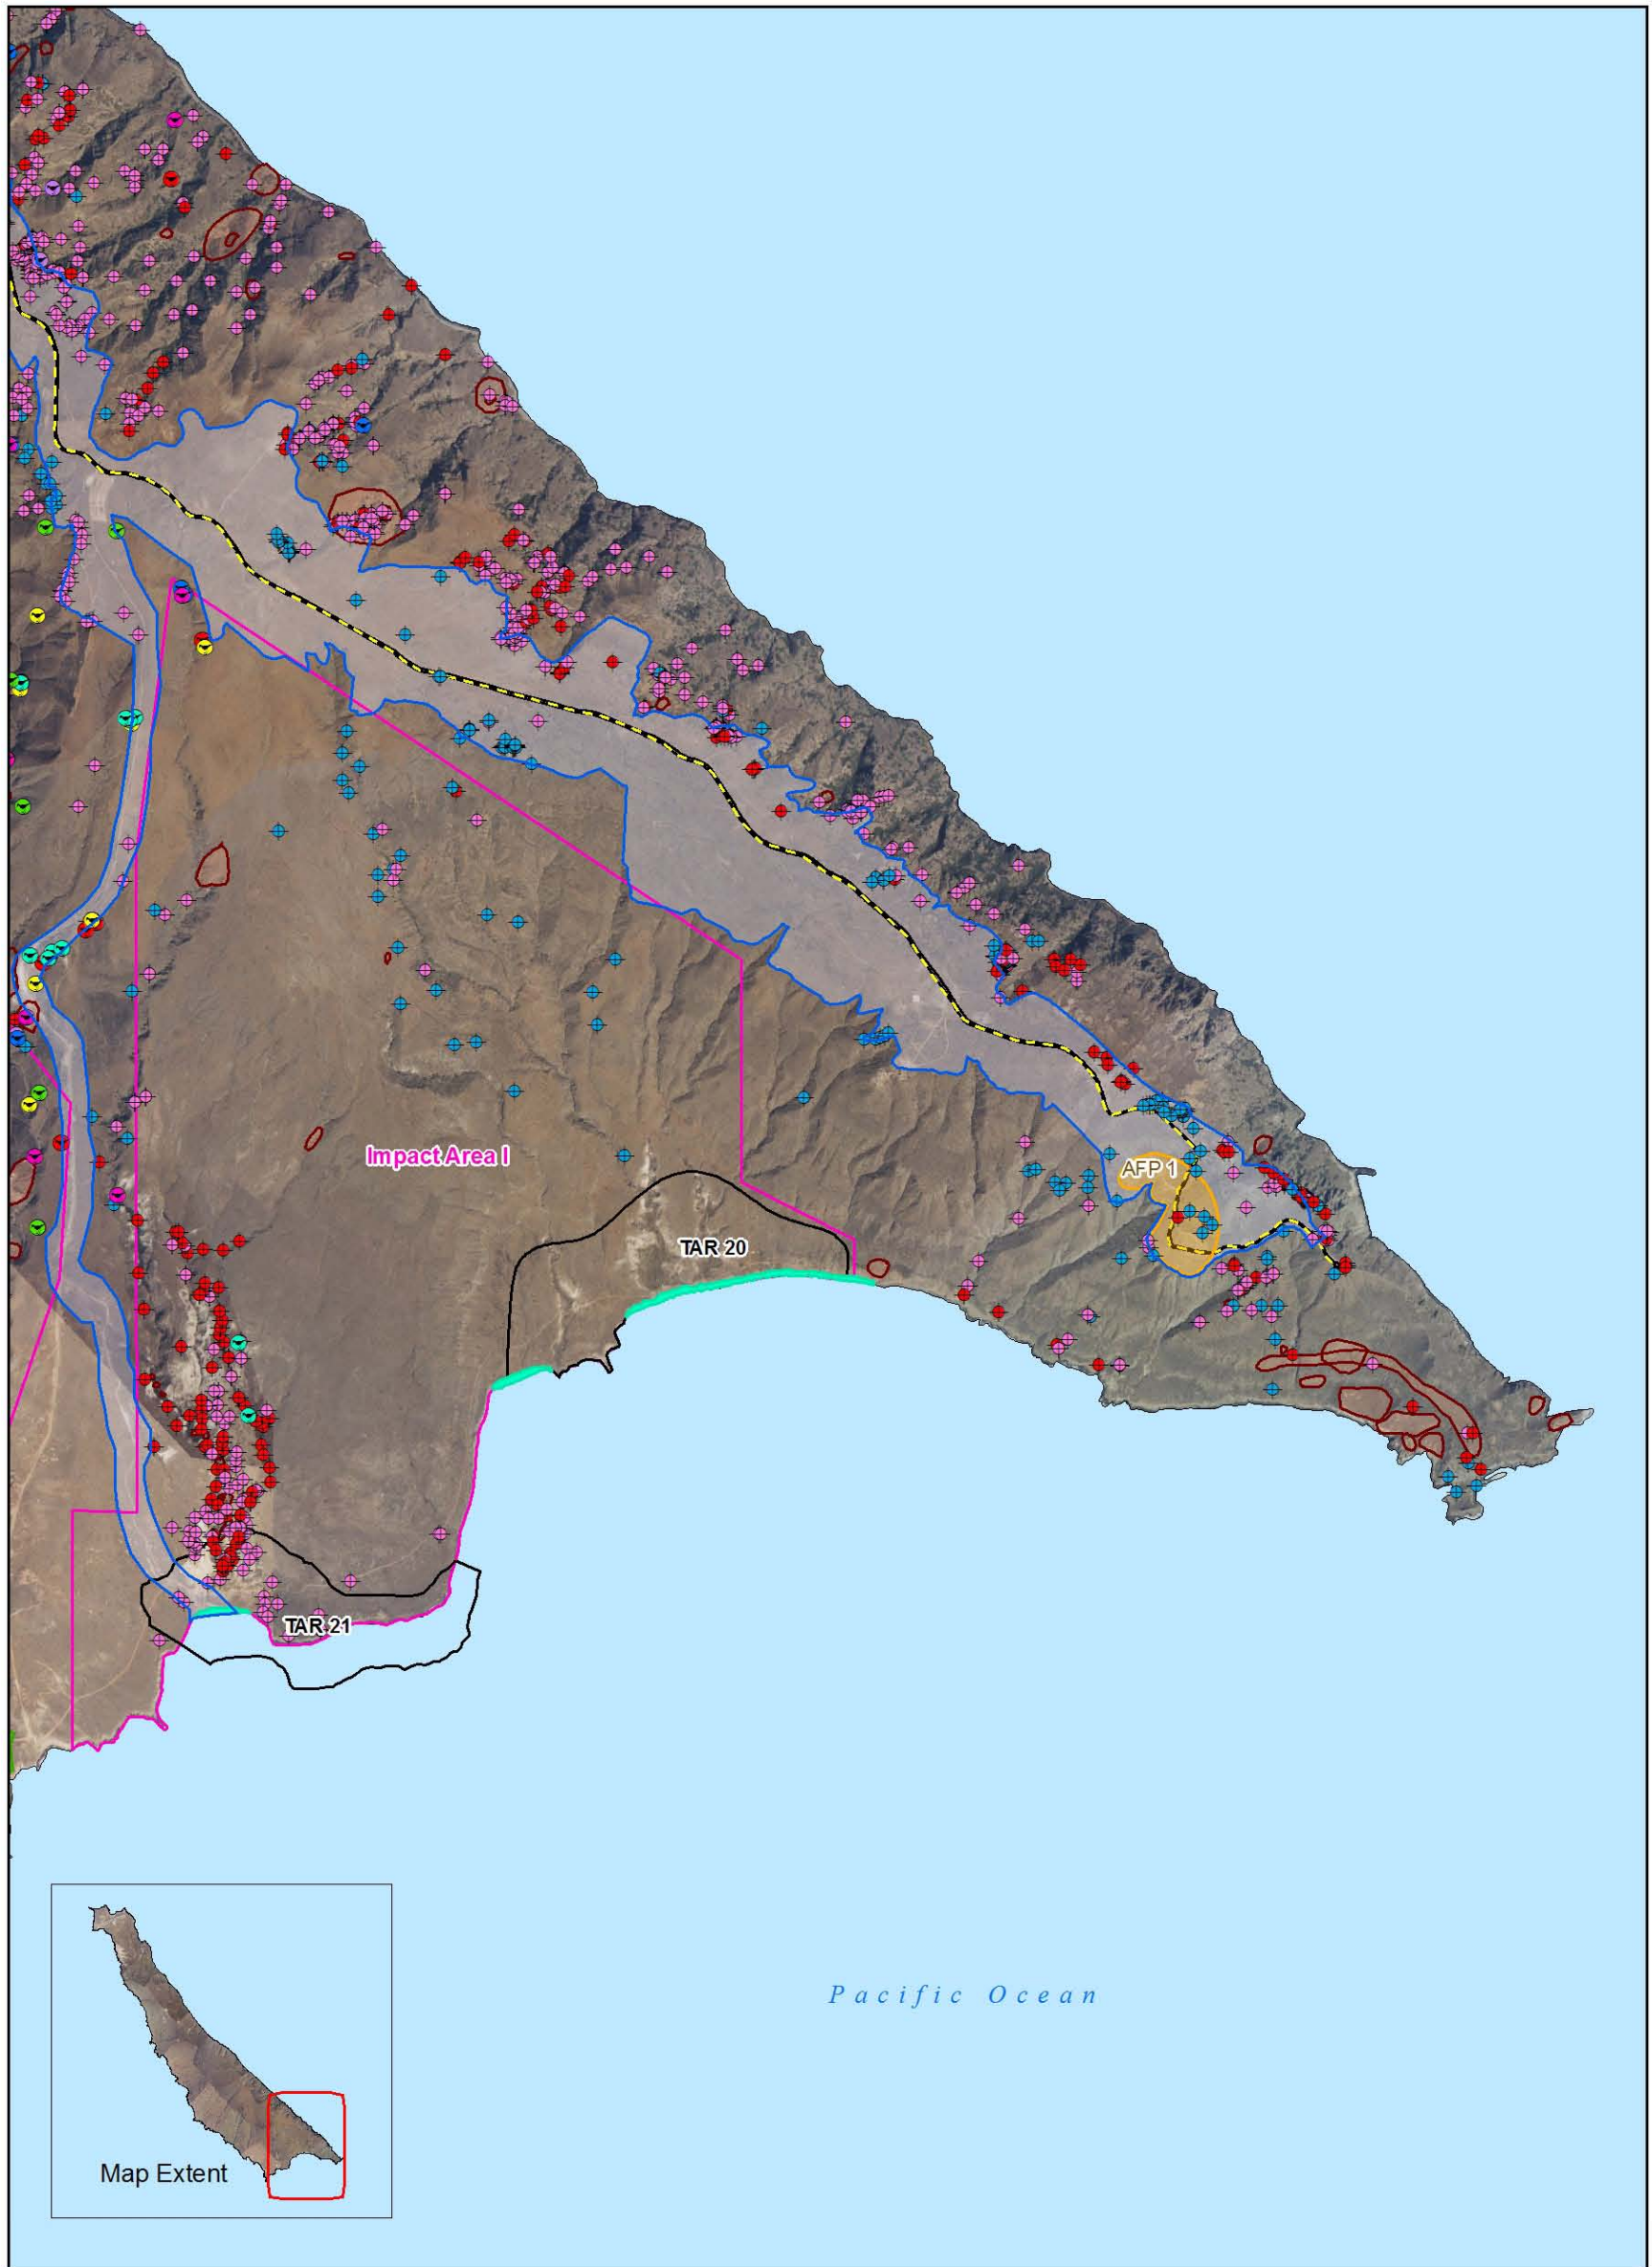 Impact Area I
AFP 1
TAR 20
TAR 21
Pacific Ocean
Map Extent